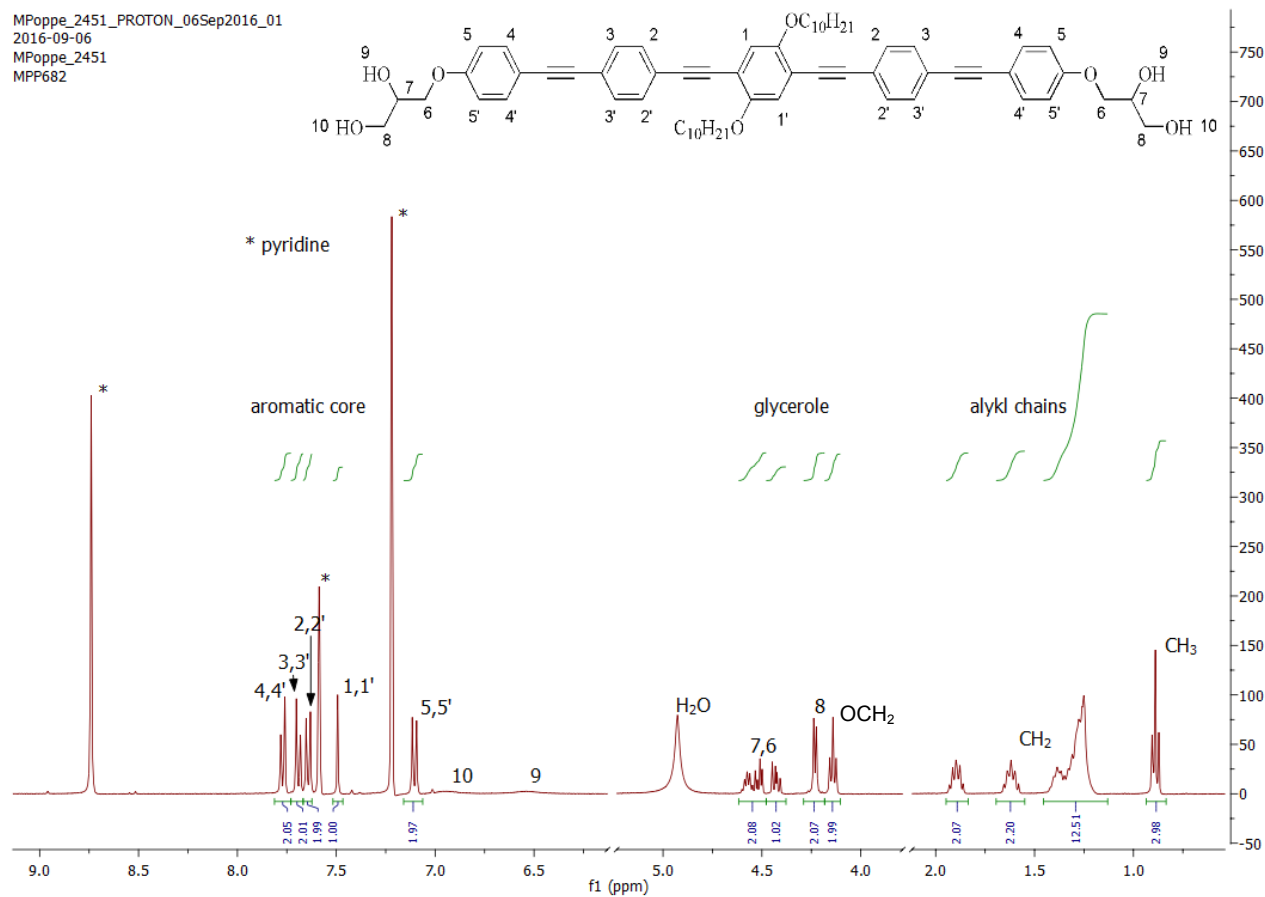 MPoppe_2451_PROTON_06Sep2016_01
2016-09-06
MPoppe_2451
MPP682
OC10H21
5 4 3 2 1 2 3 4 5
9 9
HO O O OH
7 7
10 HO 6 5' 4' 3' 2' O 1' 2' 3' 4' 5' 6 OH 10
8 C10H21 8
* pyridine
*
*
aromatic core
glycerole
alykl chains
*
2,2'
3,3'
4,4'
1,1'
5,5'
10
9
H2O
7,6
8
OCH2
CH2
CH3
2.05
2.01
1.99
1.00
1.97
2.08
1.02
2.07
1.99
2.07
2.20
12.51
2.98
9.0 8.5 8.0 7.5 7.0 6.5 5.0 4.5 4.0 2.0 1.5 1.0
f1 (ppm)
750
700
650
600
550
500
450
400
350
300
250
200
150
100
50
0
-50